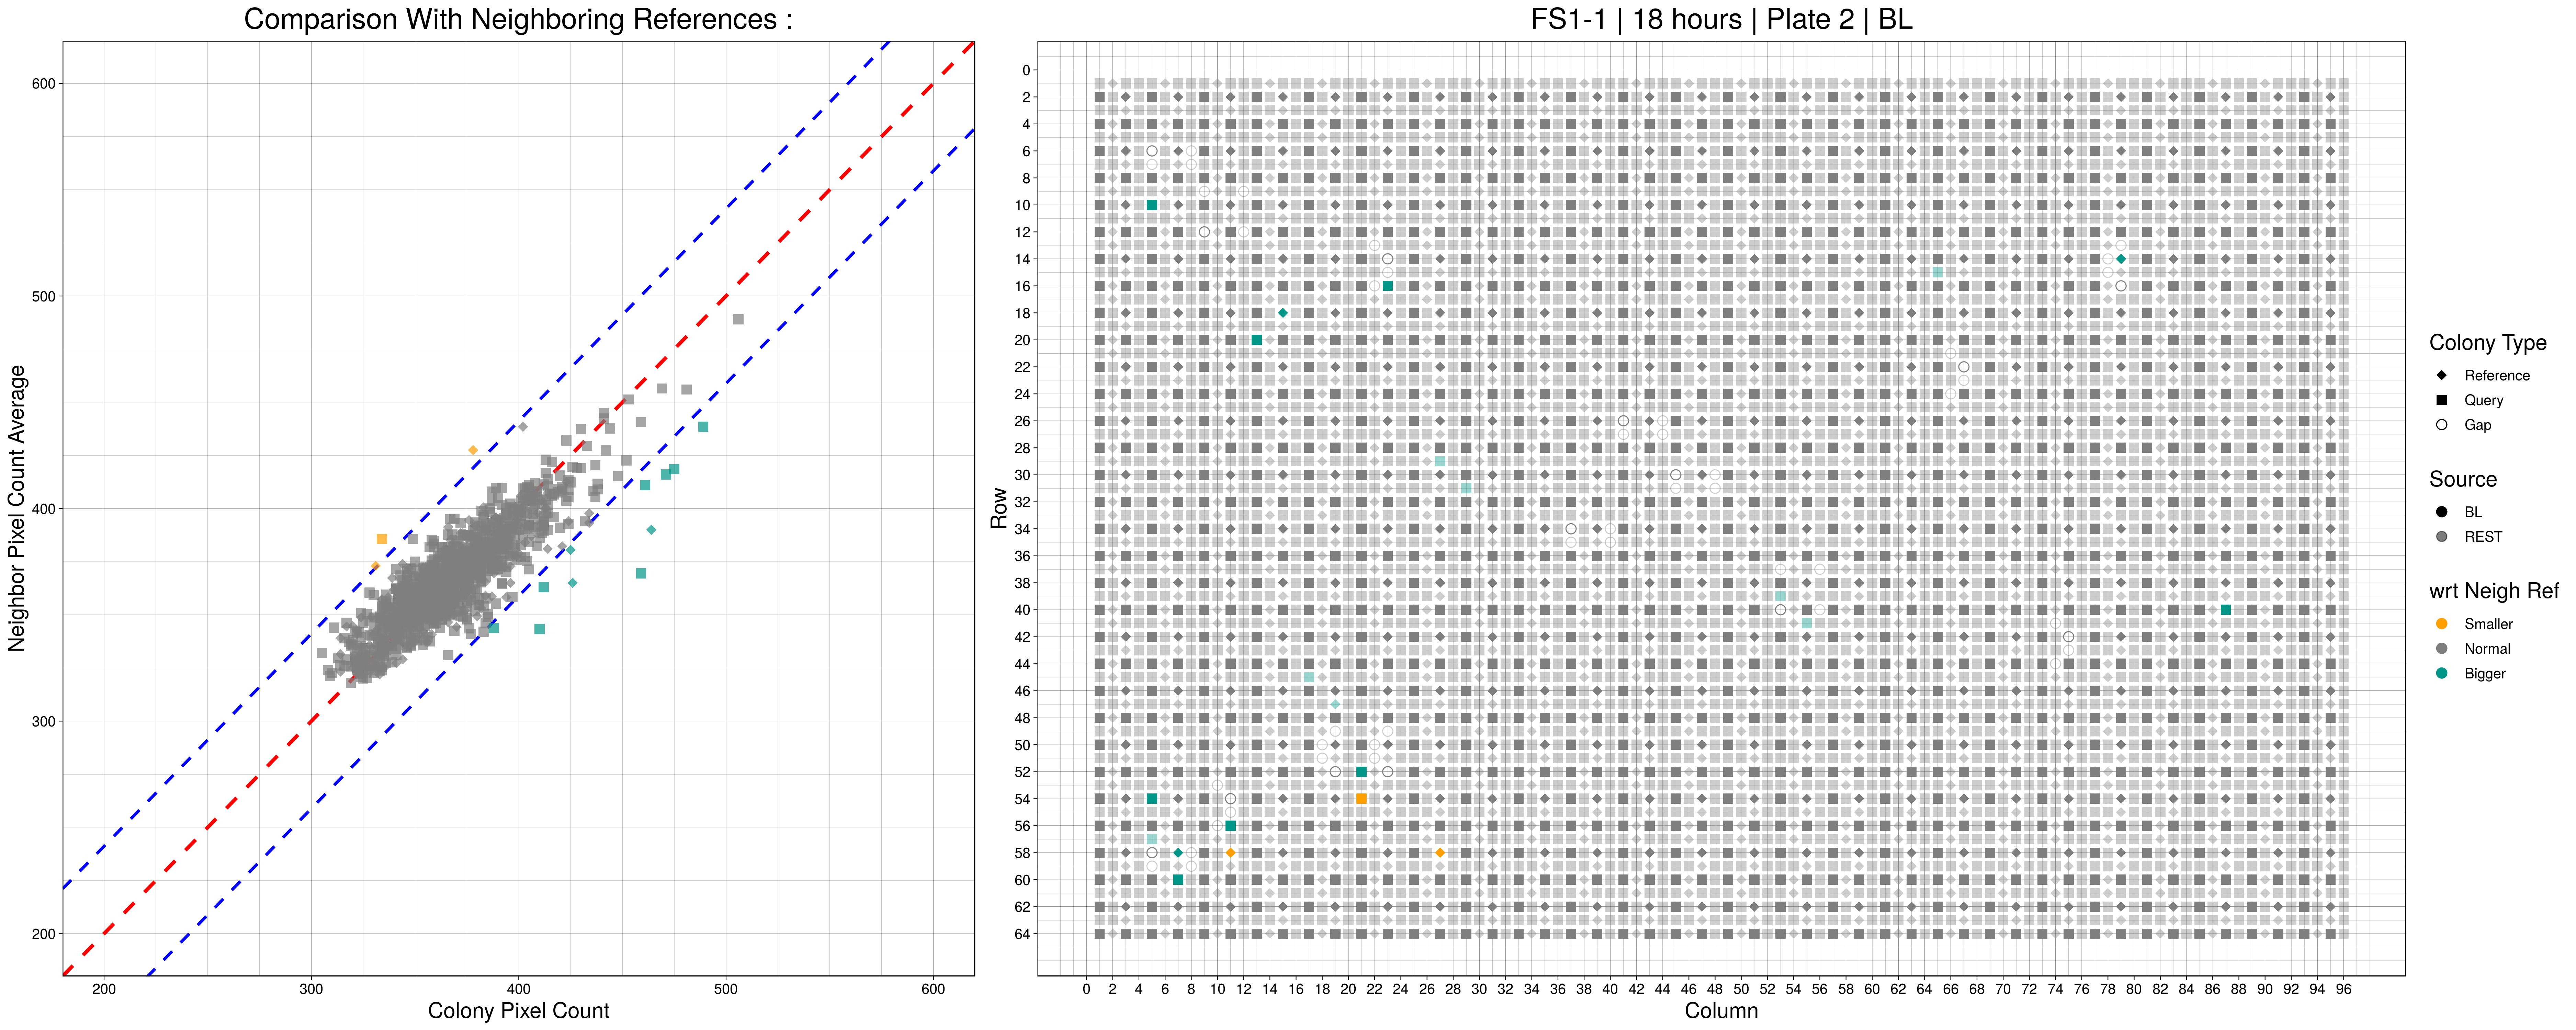 Comparison With Neighboring References :
600
500
400
300
200
Neighbor Pixel Count Average
200 300 400 500 600
Colony Pixel Count
FS1-1 | 18 hours | Plate 2 | BL
0
2
4
6
8
10
12
14
16
18
20
22
24
26
28
30
32
34
36
38
40
42
44
46
48
50
52
54
56
58
60
62
64
Row
0 2 4 6 8 10 12 14 16 18 20 22 24 26 28 30 32 34 36 38 40 42 44 46 48 50 52 54 56 58 60 62 64 66 68 70 72 74 76 78 80 82 84 86 88 90 92 94 96
Column
Colony Type
Reference
Query
Gap
Source
BL
REST
wrt Neigh Ref
Smaller
Normal
Bigger